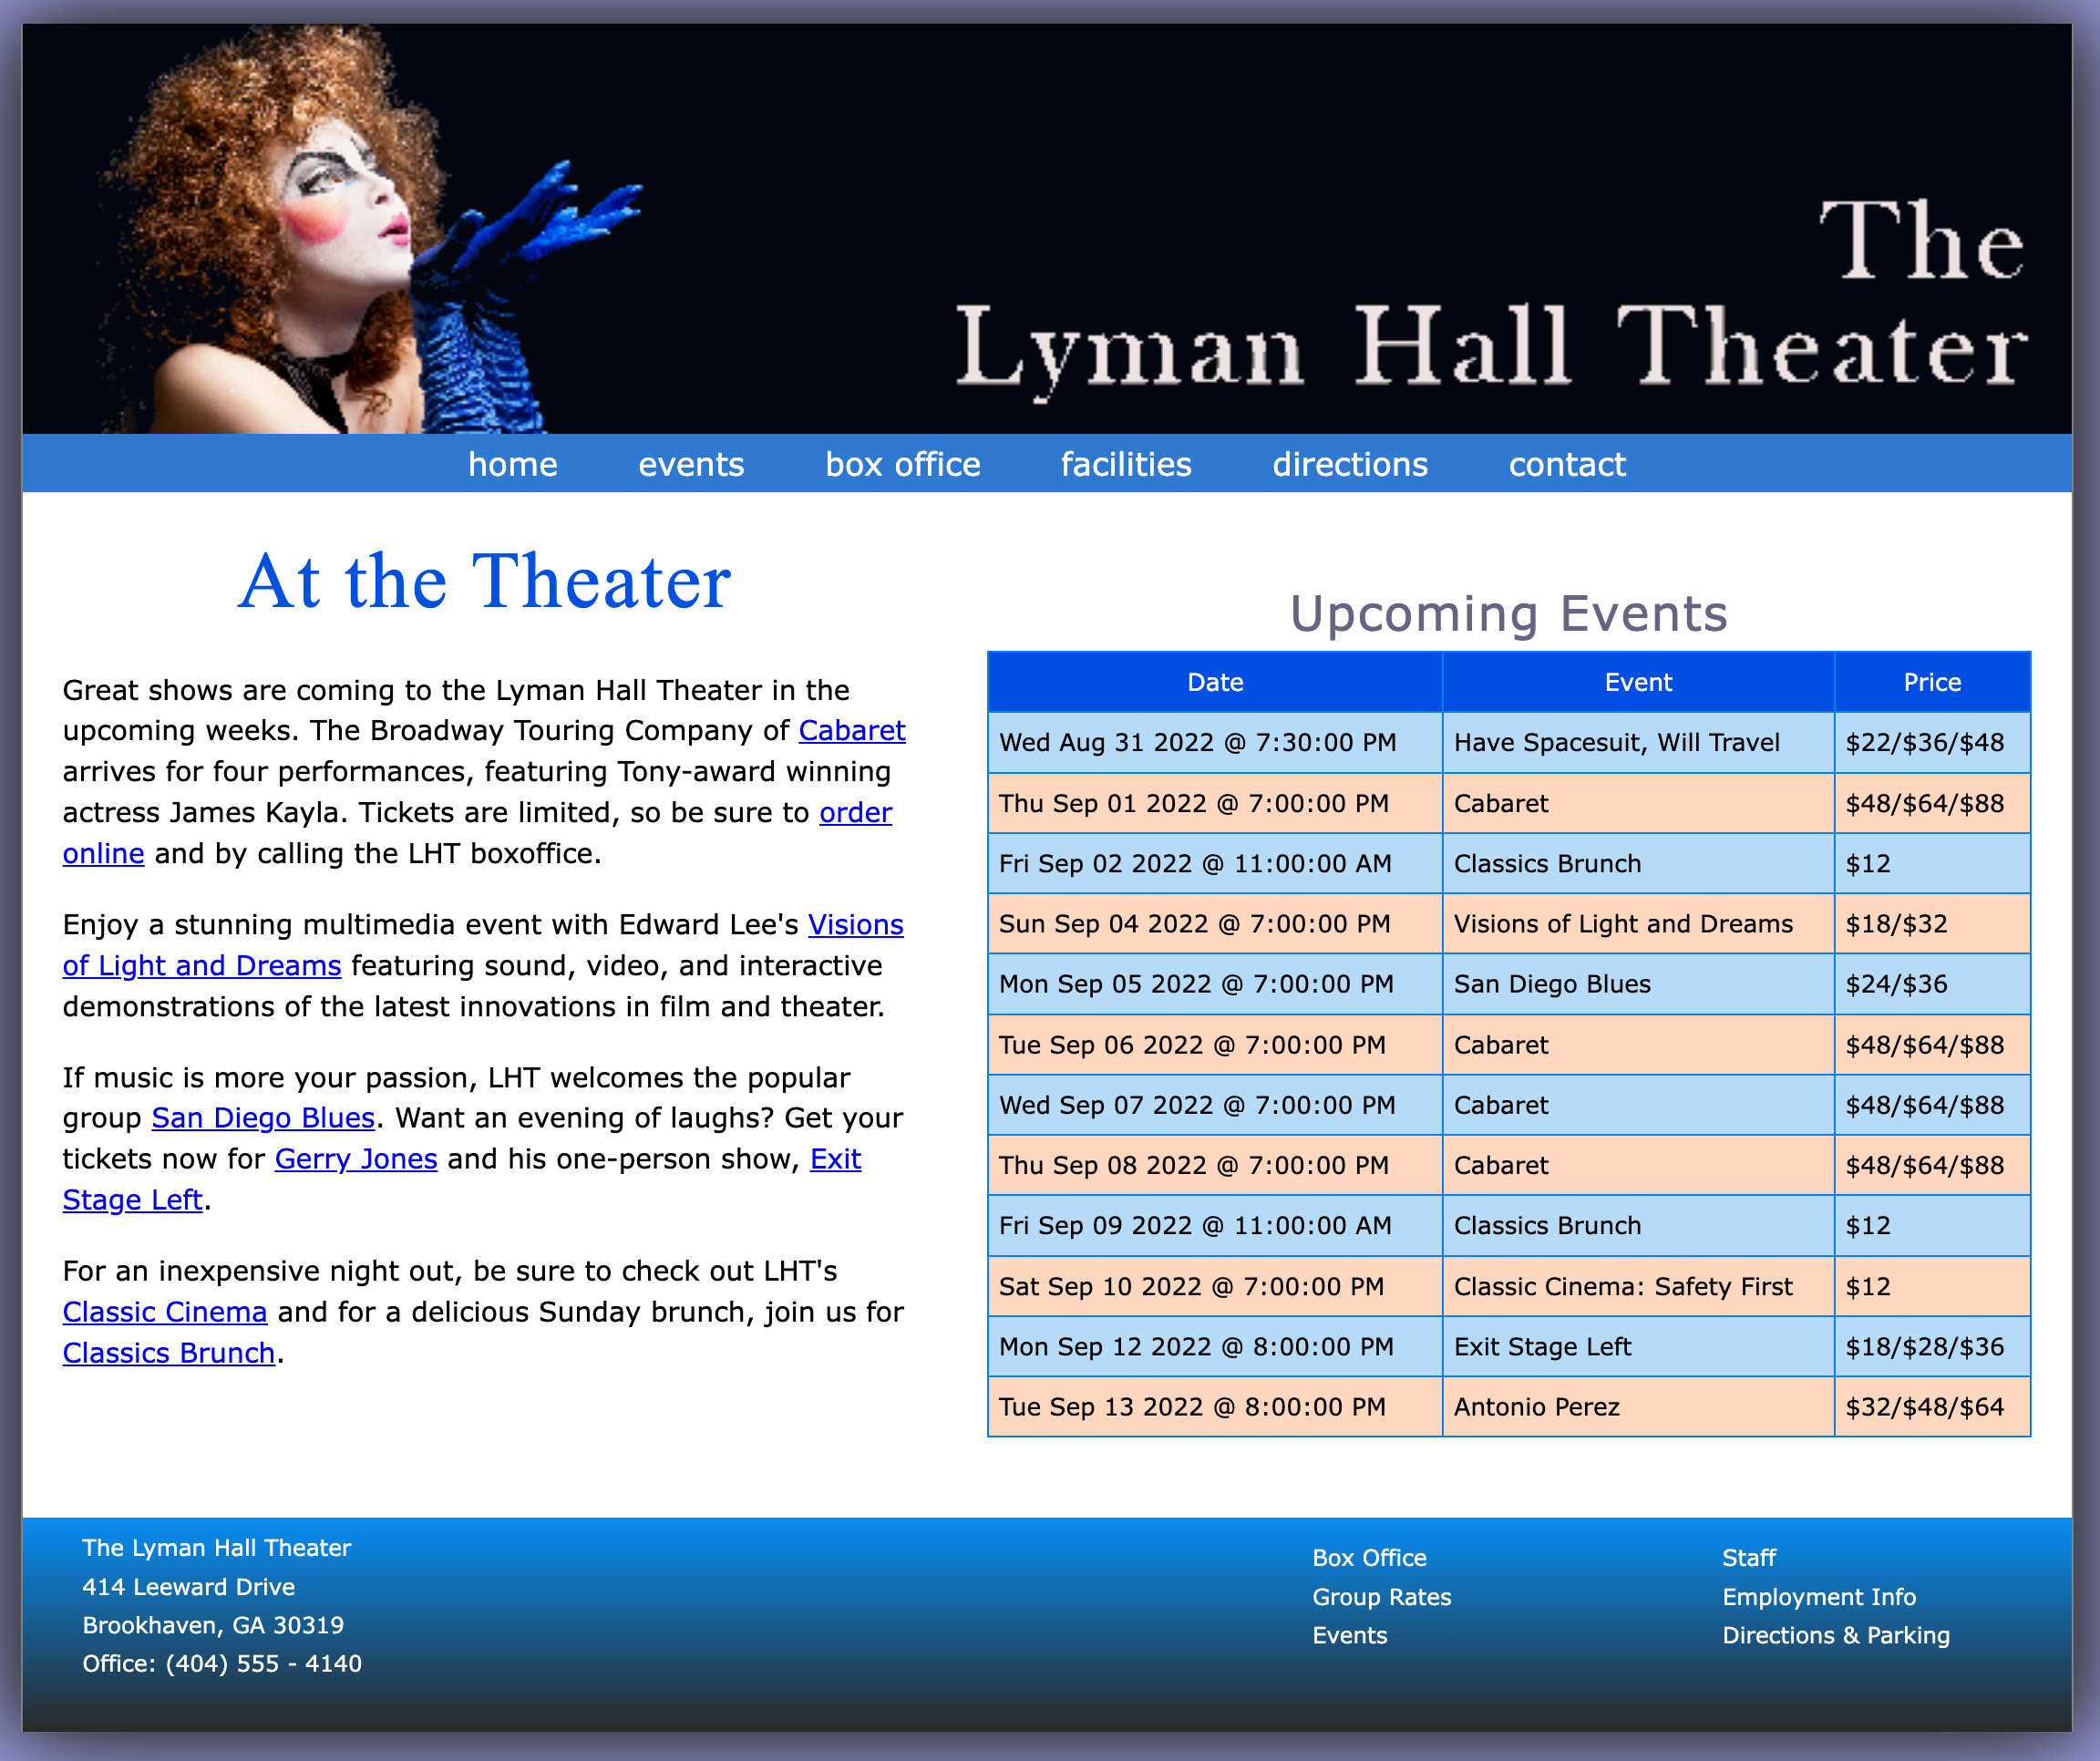 The
Lyman Hall Theater
home events box office facilities directions contact
At the Theater
Great shows are coming to the Lyman Hall Theater in the
upcoming weeks. The Broadway Touring Company of Cabaret
arrives for four performances, featuring Tony-award winning
actress James Kayla. Tickets are limited, so be sure to order
online and by calling the LHT boxoffice.
Enjoy a stunning multimedia event with Edward Lee's Visions
of Light and Dreams featuring sound, video, and interactive
demonstrations of the latest innovations in film and theater.
If music is more your passion, LHT welcomes the popular
group San Diego Blues. Want an evening of laughs? Get your
tickets now for Gerry Jones and his one-person show, Exit
Stage Left.
For an inexpensive night out, be sure to check out LHT's
Classic Cinema and for a delicious Sunday brunch, join us for
Classics Brunch.
Upcoming Events
Date Event Price
Wed Aug 31 2022 @ 7:30:00 PM Have Spacesuit, Will Travel $22/$36/$48
Thu Sep 01 2022 @ 7:00:00 PM Cabaret $48/$64/$88
Fri Sep 02 2022 @ 11:00:00 AM Classics Brunch $12
Sun Sep 04 2022 @ 7:00:00 PM Visions of Light and Dreams $18/$32
Mon Sep 05 2022 @ 7:00:00 PM San Diego Blues $24/$36
Tue Sep 06 2022 @ 7:00:00 PM Cabaret $48/$64/$88
Wed Sep 07 2022 @ 7:00:00 PM Cabaret $48/$64/$88
Thu Sep 08 2022 @ 7:00:00 PM Cabaret $48/$64/$88
Fri Sep 09 2022 @ 11:00:00 AM Classics Brunch $12
Sat Sep 10 2022 @ 7:00:00 PM Classic Cinema: Safety First $12
Mon Sep 12 2022 @ 8:00:00 PM Exit Stage Left $18/$28/$36
Tue Sep 13 2022 @ 8:00:00 PM Antonio Perez $32/$48/$64
The Lyman Hall Theater
414 Leeward Drive
Brookhaven, GA 30319
Office: (404) 555 - 4140
Box Office
Group Rates
Events
Staff
Employment Info
Directions & Parking